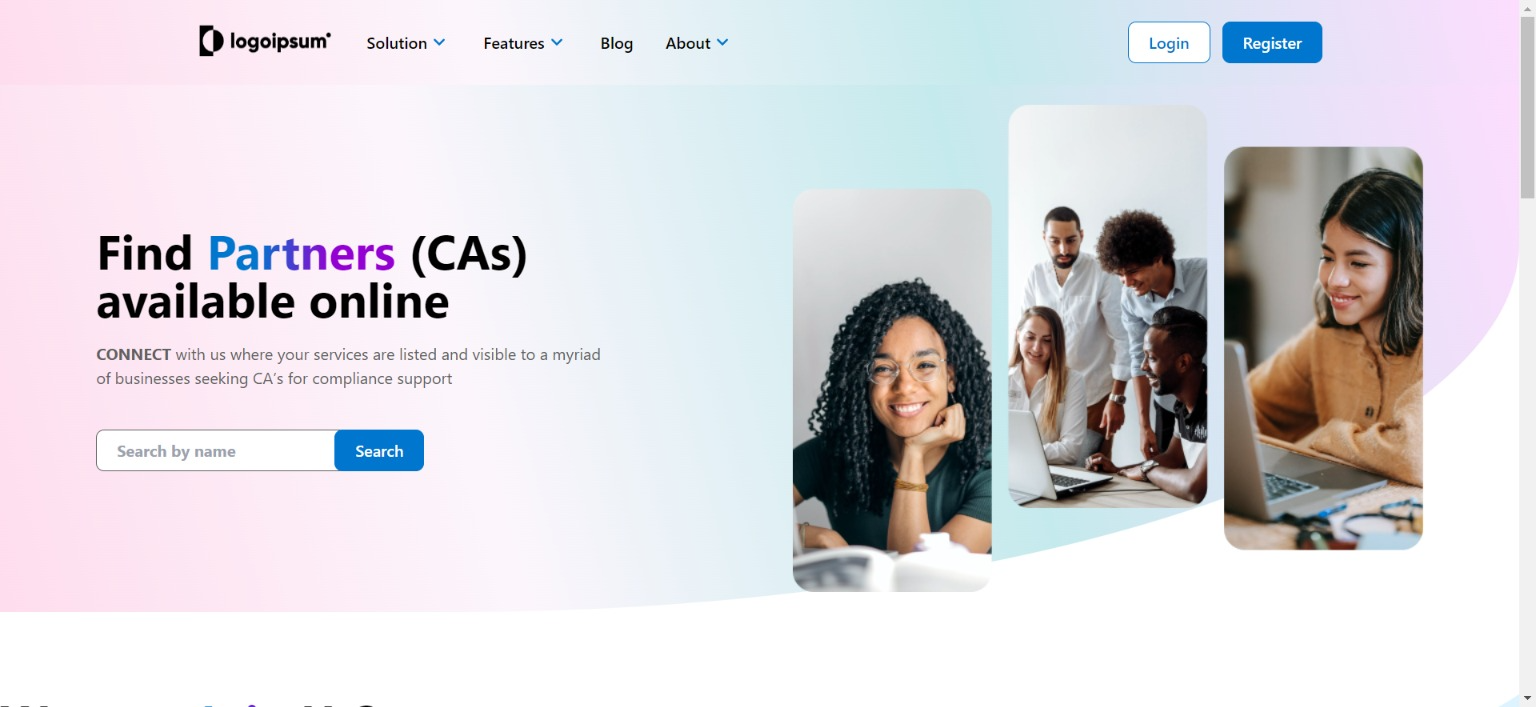 logoipsum
Solution
Features
Blog
About
Login
Register
Find Partners (CAs)
available online
CONNECT with us where your services are listed and visible to a myriad
of businesses seeking CA's for compliance support
Search by name
Search